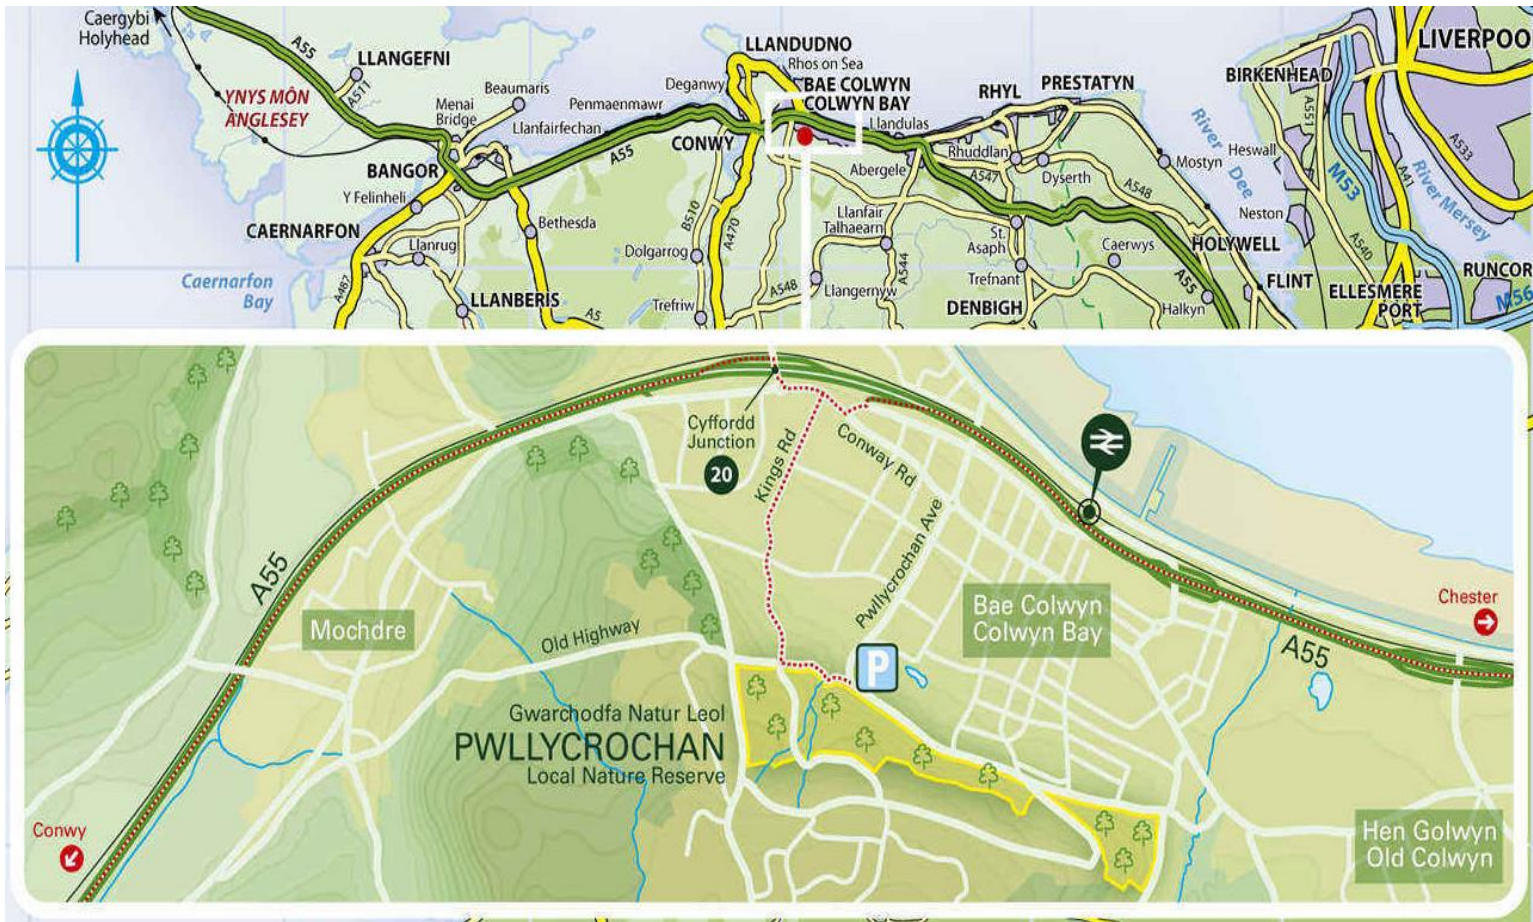 Caergybi
Holyhead
A55
LLANGEFNI
A5114
YNYS MÔN
ANGLESEY
Menai
Bridge
Beaumaris
BANGOR
Y Felinheli
CAERNARFON
Llanrug
A487
Caernarfon
Bay
LLANBERIS
Bethesda
A5
Llanfairfechan
Penmaenmawr
A55
Deganwy
LLANDUDNO
Rhos on Sea
BAE COLWYN
COLWYN BAY
CONWY
Llandulas
Abergele
B510
A470
Dolgarrog
Trefriw
A548
Llanfair
Talhaearn
Llangernyw
A544
RHYL
PRESTATYN
Rhuddlan
A547
Dyserth
A548
Mostyn
St.
Asaph
Trefnant
DENBIGH
Caerwys
HOLYWELL
A55
Halkyn
FLINT
River
Dee
BIRKENHEAD
LIVERPOO
A551
Heswall
M53
A41
A533
River Mersey
Neston
A540
ELLESMERE
PORT
RUNCOR
M56
Cyffordd
Junction
20
Kings Rd
Conway Rd
Pwllycrochan Ave
A55
Mochdre
Old Highway
P
Bae Colwyn
Colwyn Bay
Chester
A55
Gwarchodfa Natur Leol
PWLLYCROCHAN
Local Nature Reserve
Conwy
Hen Golwyn
Old Colwyn